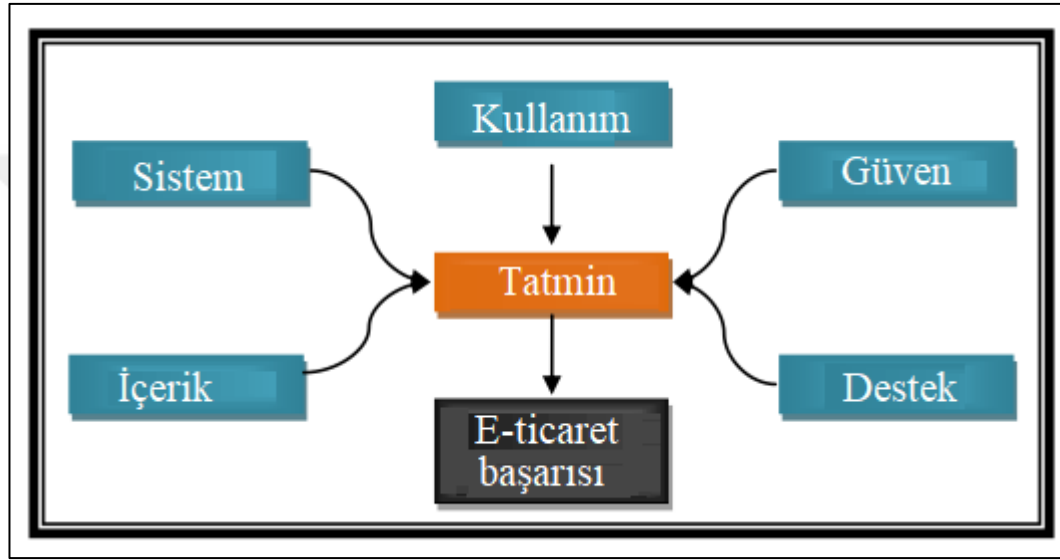 Kullanım
Sistem
Güven
Tatmin
İçerik
Destek
E-ticaret
başarısı